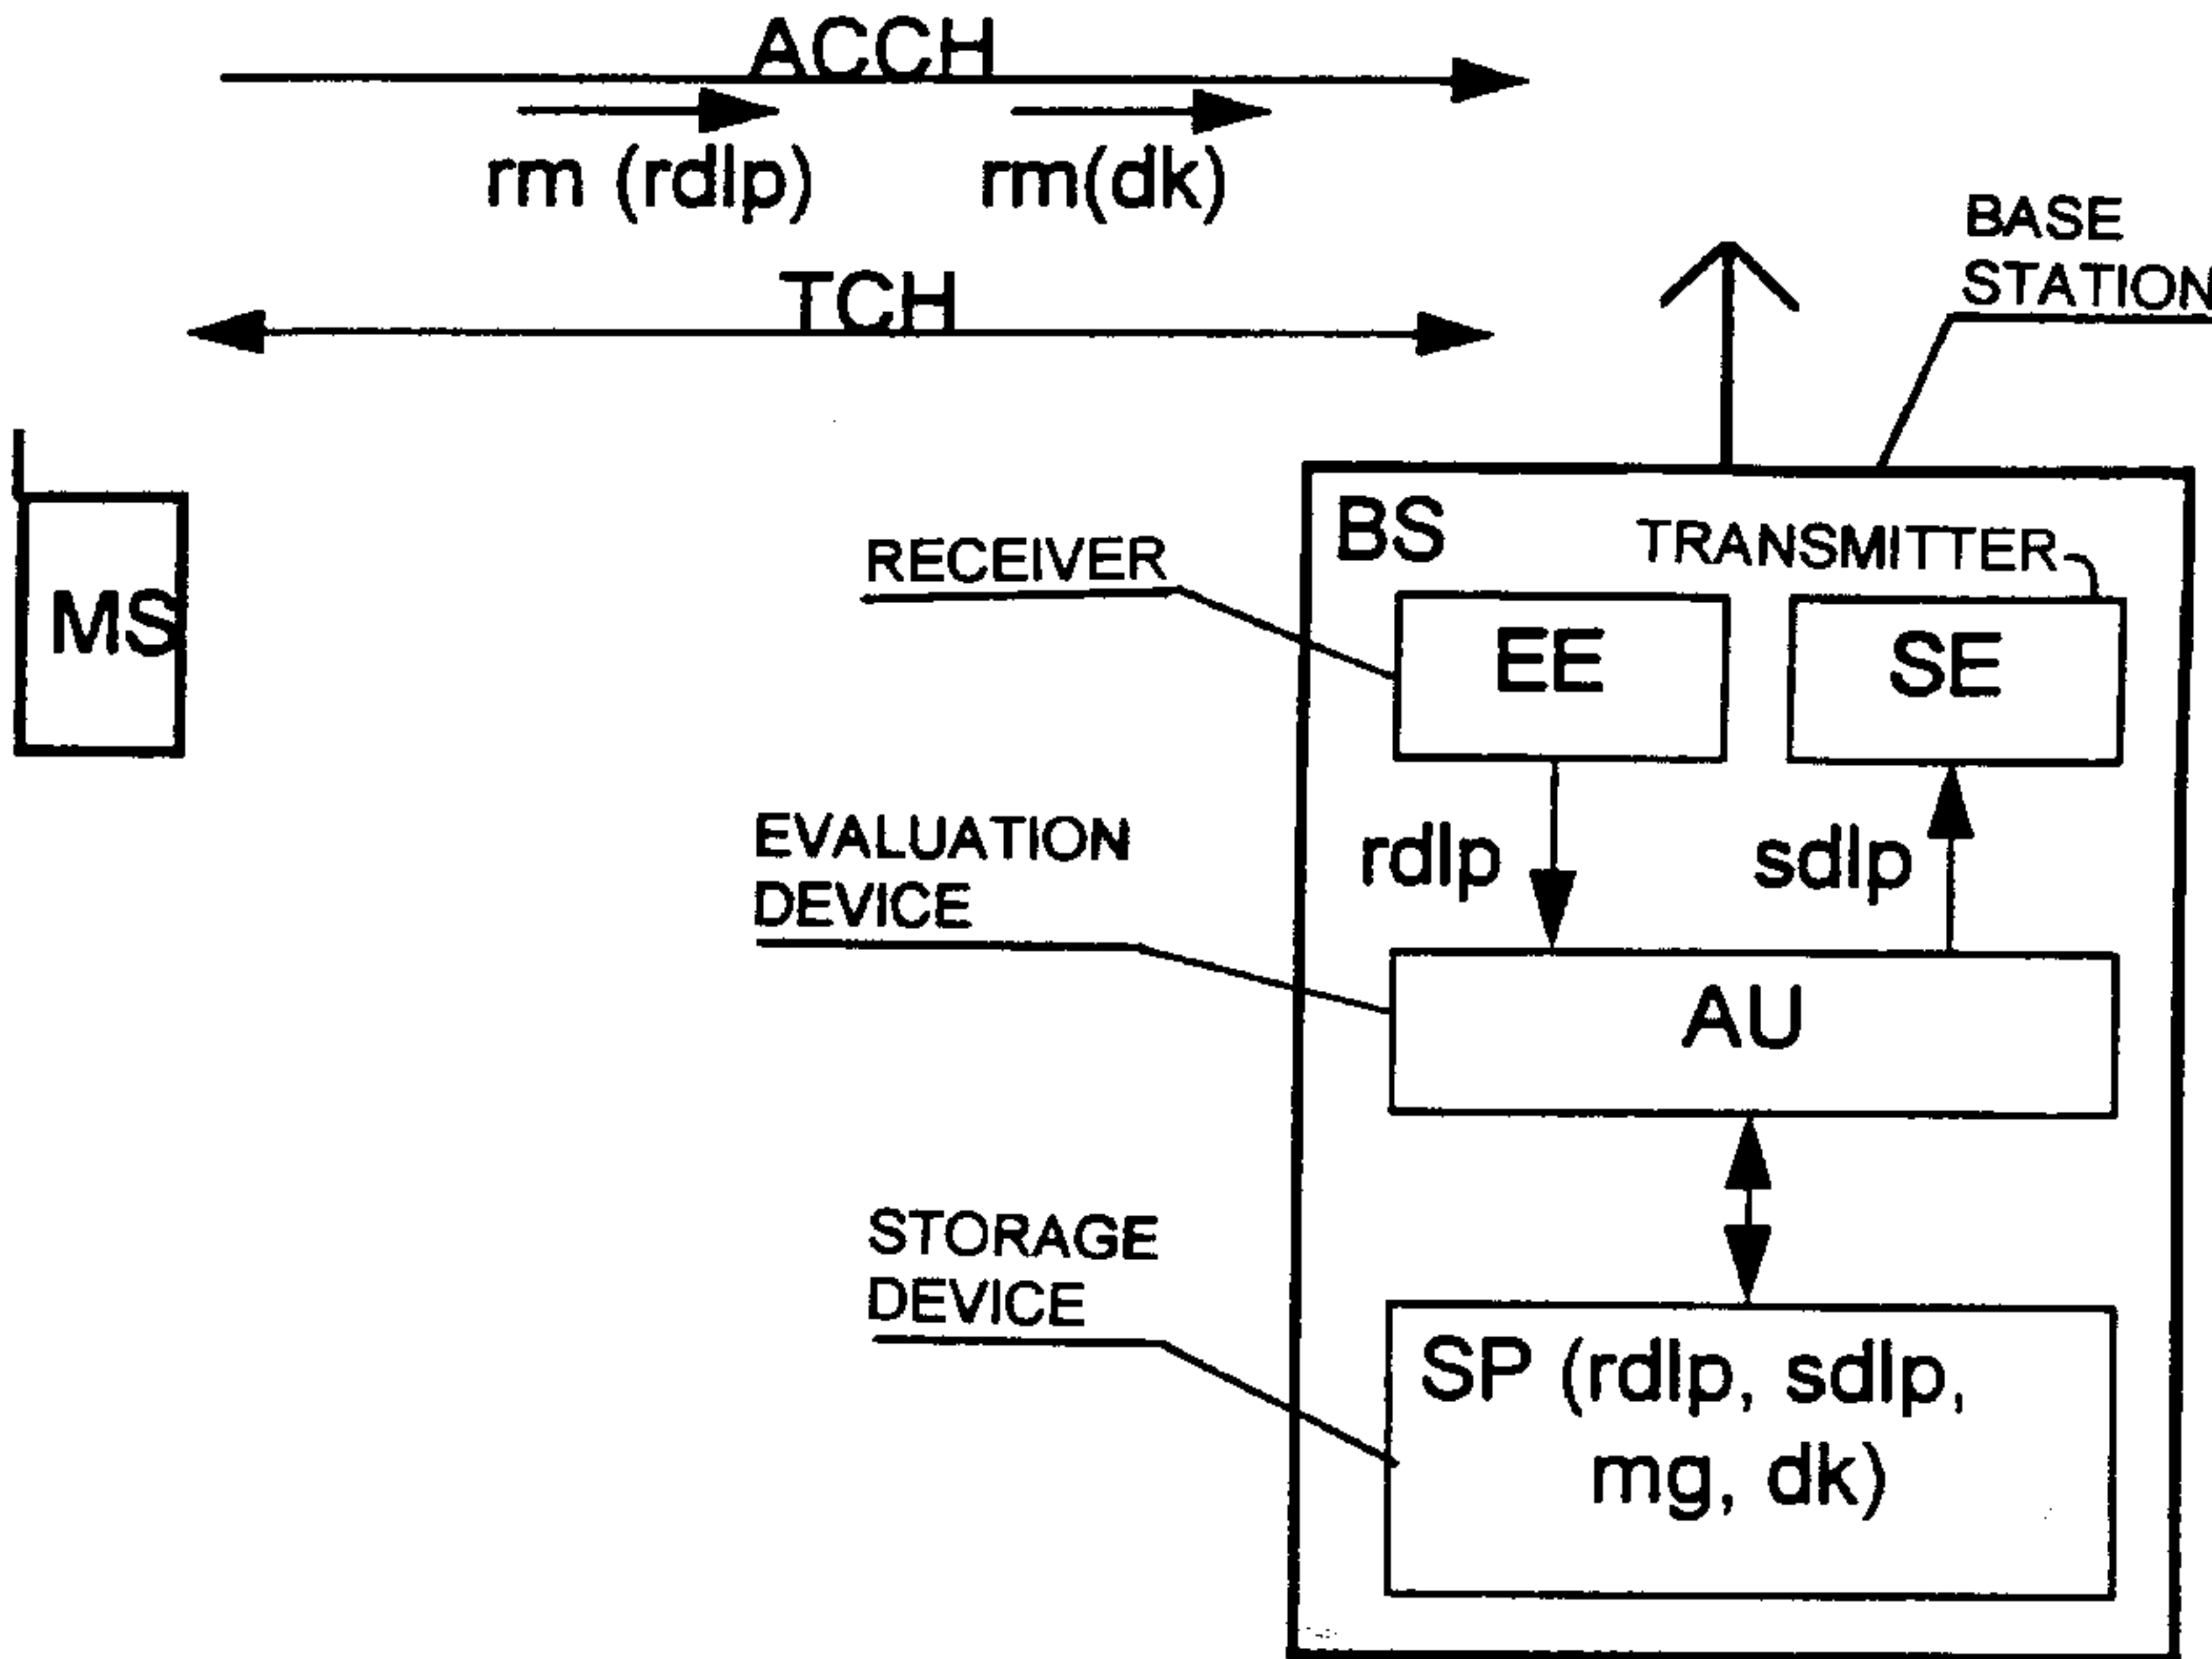 ACCH
rm (rdlp) rm(dk)
TCH
BASE
STATION
MS
BS
RECEIVER
TRANSMITTER
EE
SE
EVALUATION
DEVICE
rdlp
sdlp
AU
STORAGE
DEVICE
SP (rdlp, sdlp,
mg, dk)